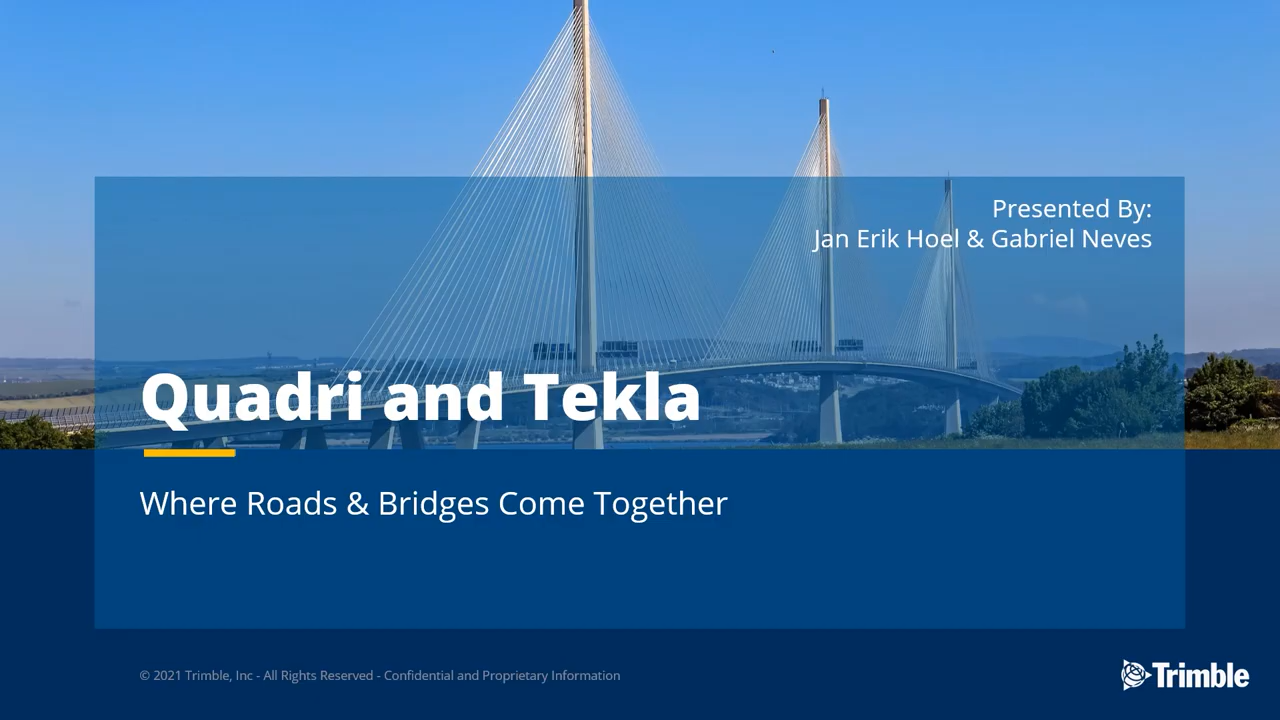 Presented By:
Jan Erik Hoel & Gabriel Neves
Quadri and Tekla
Where Roads & Bridges Come Together
© 2021 Trimble, Inc - All Rights Reserved - Confidential and Proprietary Information
Trimble